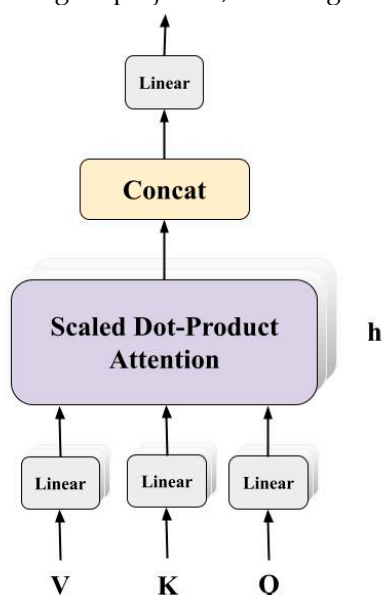 Linear
Concat
Scaled Dot-Product
Attention
h
Linear Linear Linear
V K Q